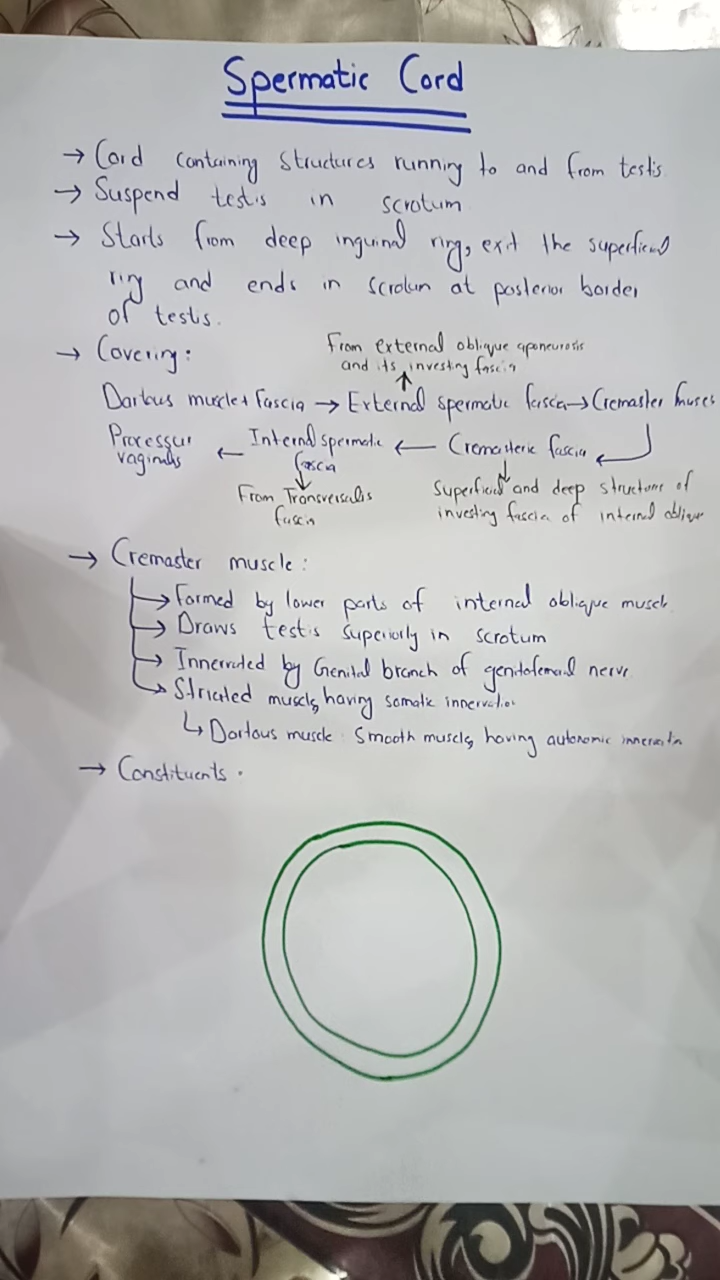 Spermatic Cord
→ Cord containing structures running to and from testis
→ Suspend testis in scrotum
→ Starts from deep inguinal ring, exit the superficial
ring and ends in scrotum at posterior border
of testis.
→ Covering:
From external oblique aponeurosis
and its investing fascia
Dartous muscle + Fascia → External spermatic fascia → Cremaster muscles
Processus vaginalis ← Internal spermatic fascia ← Cremasteric fascia
From Transversalis fascia
Superficial and deep structures of
investing fascia of internal oblique
→ Cremaster muscle:
→ Formed by lower parts of internal oblique muscle
→ Draws testis superiorly in scrotum
→ Innervated by Genital branch of genitofemoral nerve
→ Striated muscle, having somatic innervation
↳ Dartous muscle: Smooth muscle, having autonomic innervation
→ Constituents.